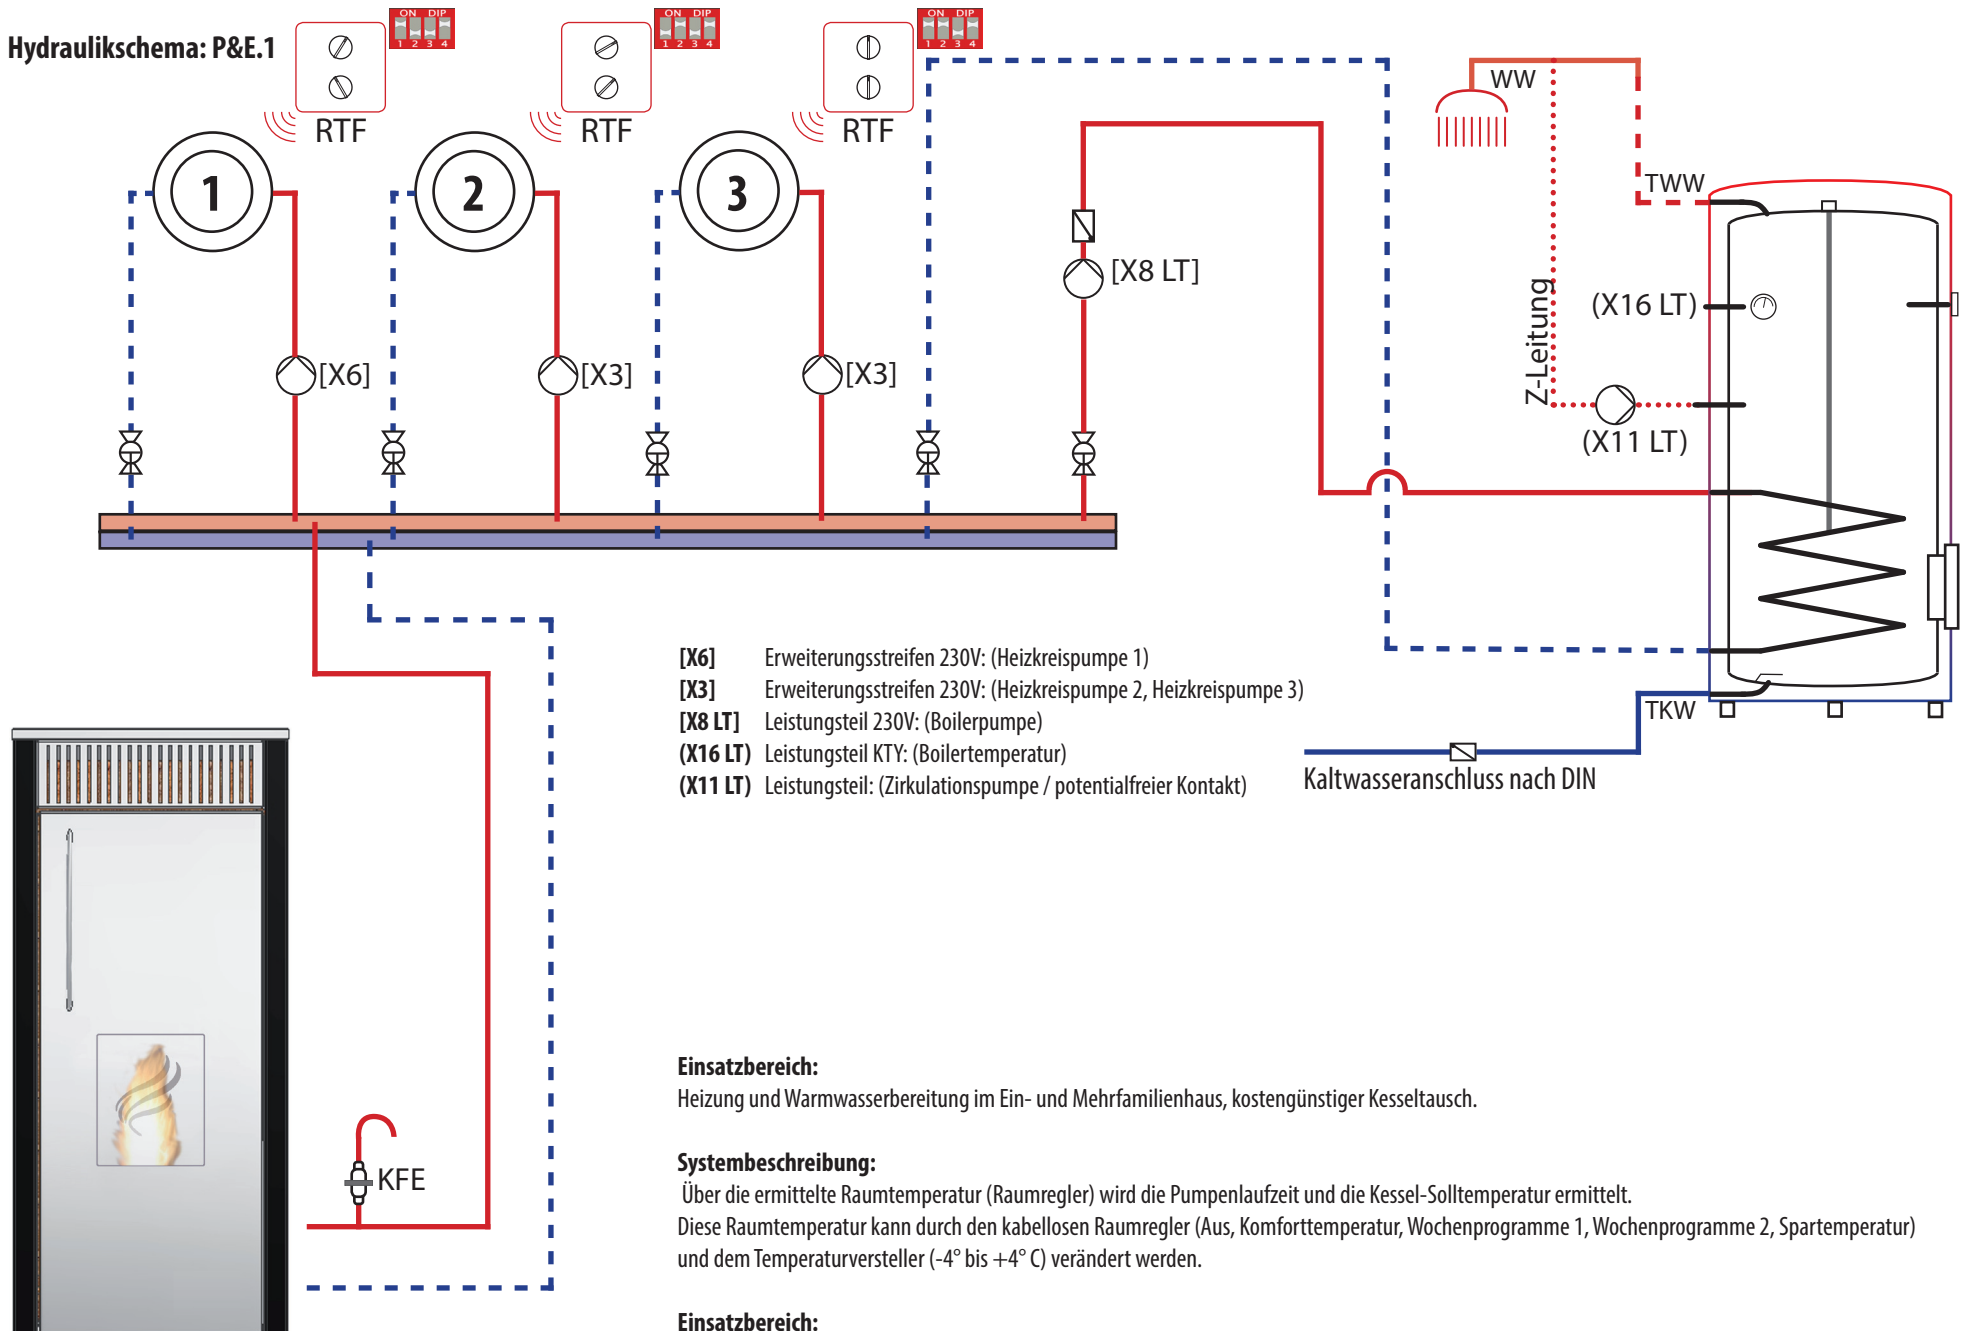 Hydraulikschema: P&E.1
ON DIP
1 2 3 4
ON DIP
1 2 3 4
ON DIP
1 2 3 4
RTF
RTF
RTF
WW
1
2
3
TWW
[X8 LT]
Z-Leitung
(X16 LT)
[X6]
[X3]
[X3]
(X11 LT)
[X6] Erweiterungsstreifen 230V: (Heizkreispumpe 1)
[X3] Erweiterungsstreifen 230V: (Heizkreispumpe 2, Heizkreispumpe 3)
[X8 LT] Leistungsteil 230V: (Boilerpumpe)
(X16 LT) Leistungsteil KTY: (Boilertemperatur)
(X11 LT) Leistungsteil: (Zirkulationspumpe / potentialfreier Kontakt)
TKW
Kaltwasseranschluss nach DIN
KFE
Einsatzbereich:
Heizung und Warmwasserbereitung im Ein- und Mehrfamilienhaus, kostengünstiger Kesseltausch.
Systembeschreibung:
Über die ermittelte Raumtemperatur (Raumregler) wird die Pumpenlaufzeit und die Kessel-Solltemperatur ermittelt.
Diese Raumtemperatur kann durch den kabellosen Raumregler (Aus, Komforttemperatur, Wochenprogramme 1, Wochenprogramme 2, Spartemperatur)
und dem Temperaturversteller (-4° bis +4° C) verändert werden.
Einsatzbereich: